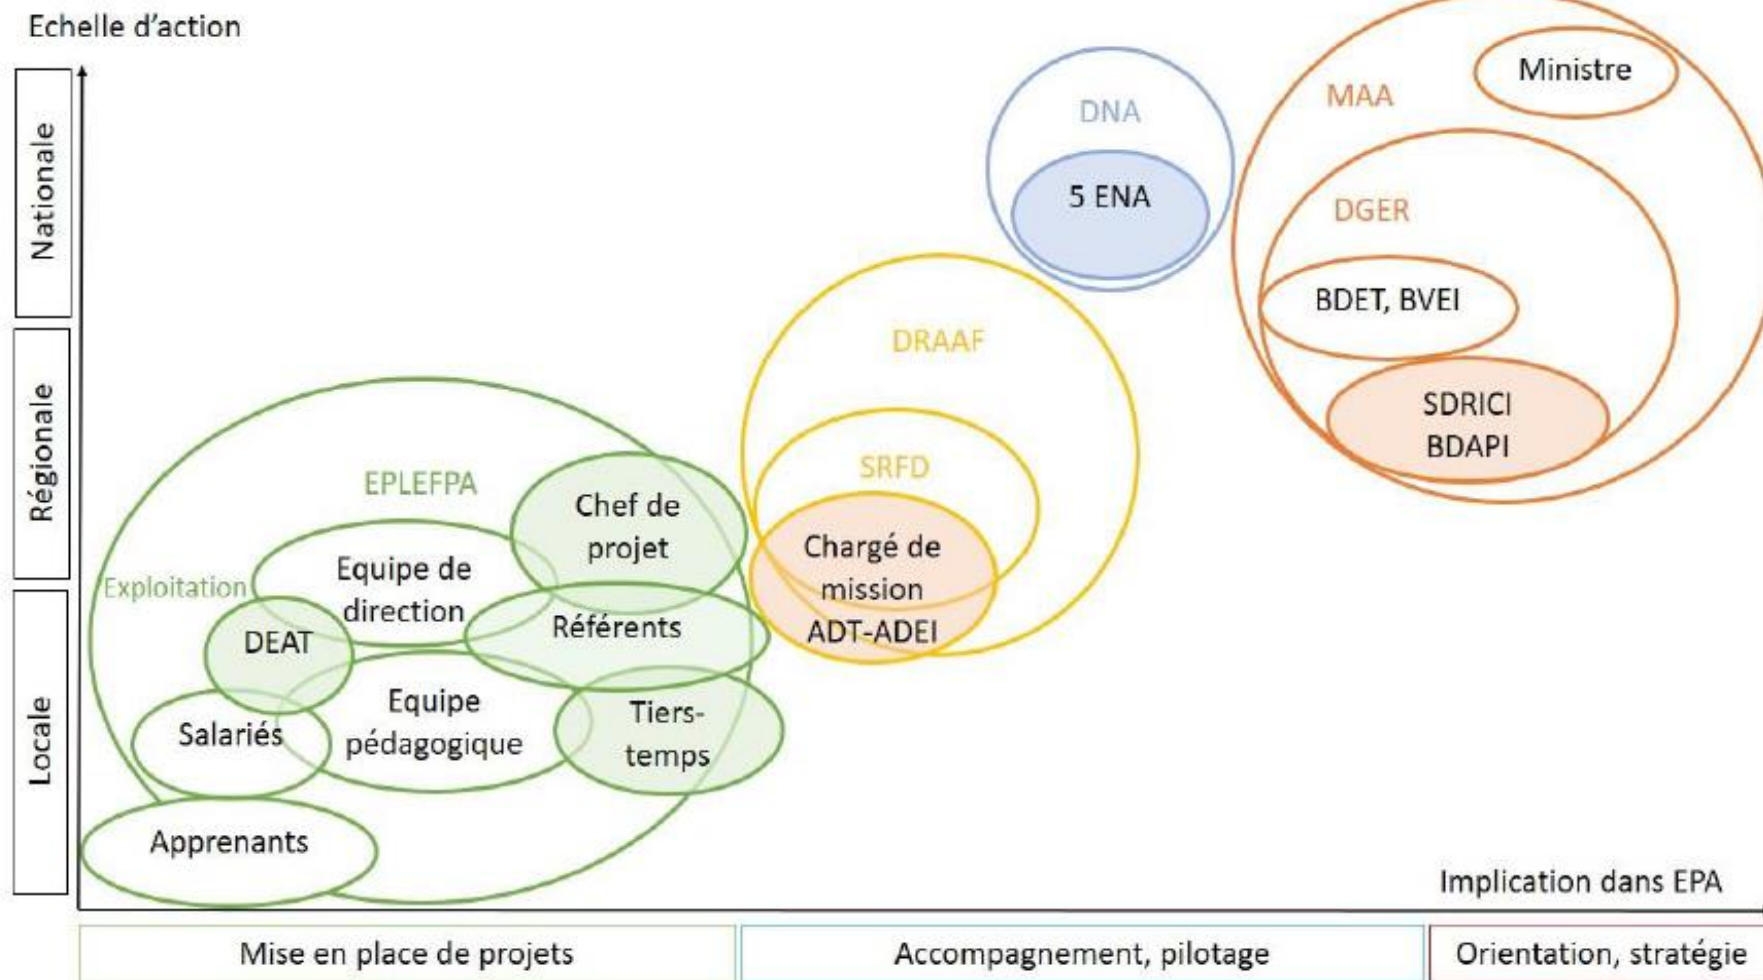 Echelle d’action
Nationale
Régionale
Locale
MAA
Ministre
DGER
BDET, BVEI
SDRICI
BDAPI
DNA
5 ENA
DRAAF
SRFD
Chargé de
mission
ADT-ADEI
EPLEFPA
Chef de
projet
Exploitation
Equipe de
direction
DEAT
Référents
Salariés
Equipe
pédagogique
Tiers-
temps
Apprenants
Implication dans EPA
Mise en place de projets
Accompagnement, pilotage
Orientation, stratégie